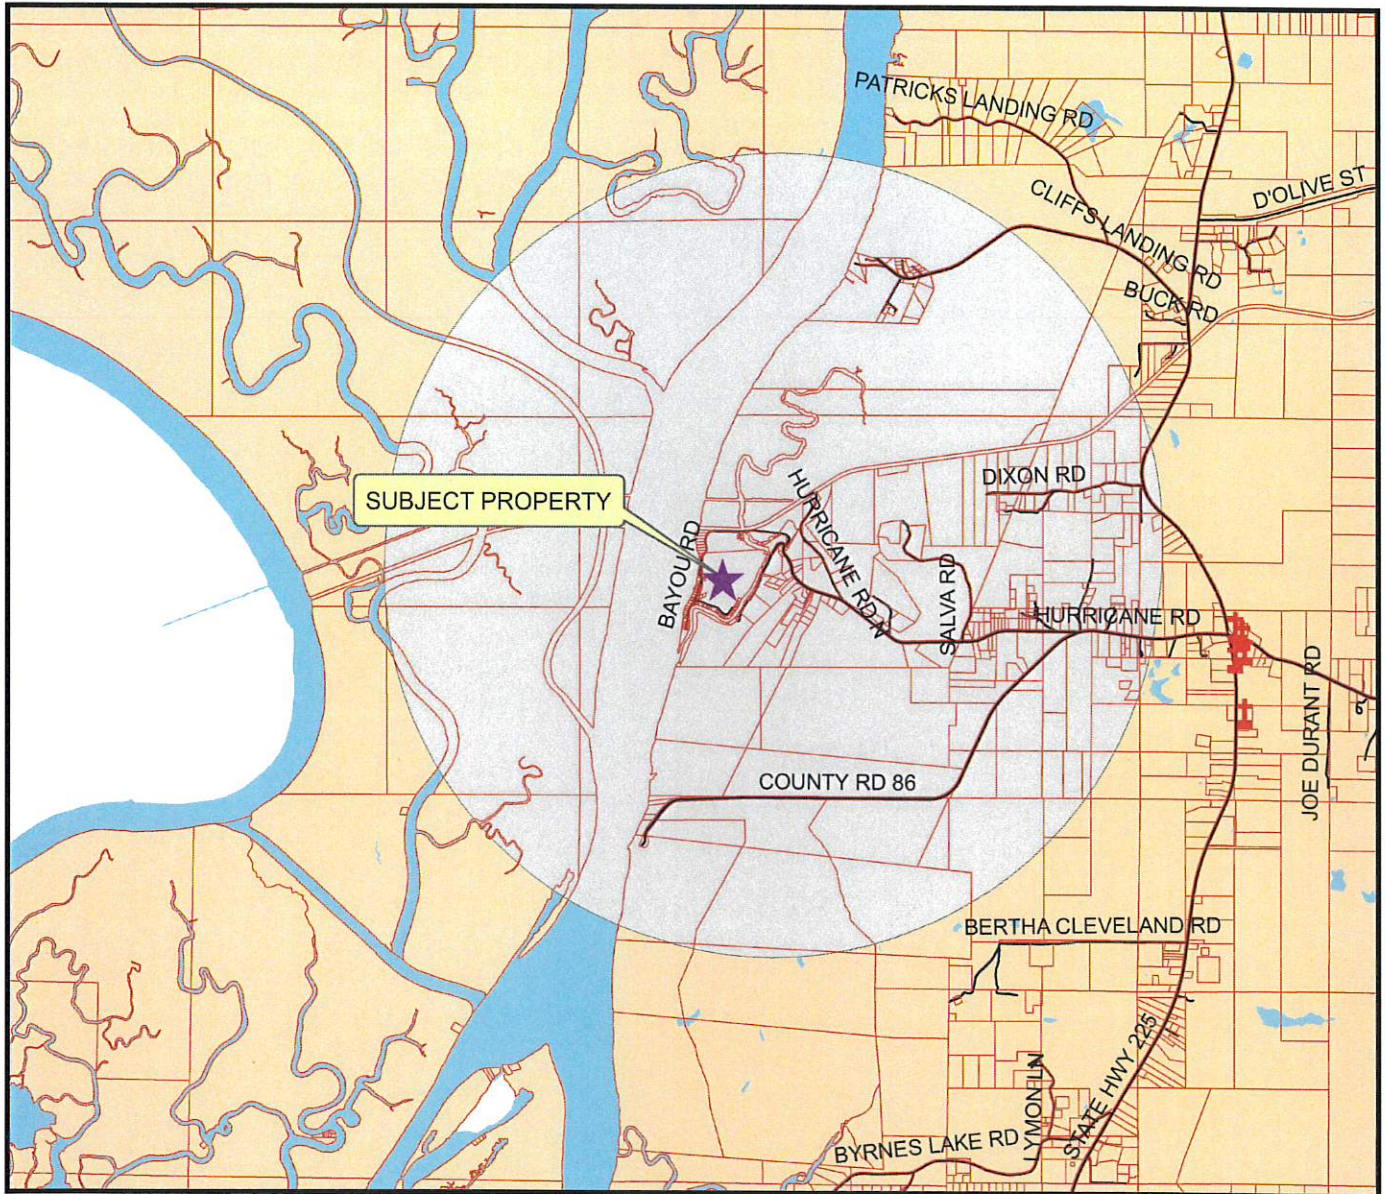 PATRICKS LANDING RD
D'OLIVE ST
CLIFFS LANDING RD
BUCK RD
DIXON RD
SUBJECT PROPERTY
HURRICANE RD N
BAYOU RD
SALVA RD
HURRICANE RD
JOE DURANT RD
COUNTY RD 86
BERTHA CLEVELAND RD
STATE HWY 225
LYMON LN
BYRNES LAKE RD